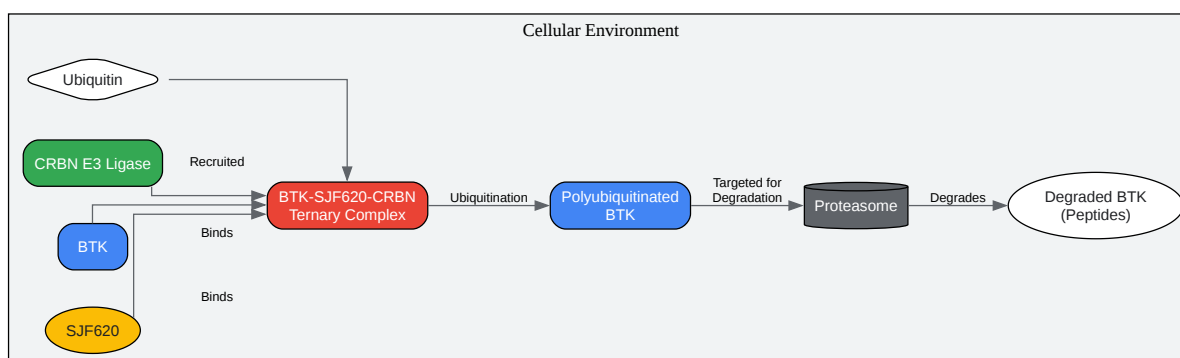 Cellular Environment
Ubiquitin
CRBN E3 Ligase
Recruited
BTK-SJF620-CRBN
Ternary Complex
Ubiquitination
Polyubiquitinated
BTK
Targeted for
Degradation
Proteasome
Degrades
Degraded BTK
(Peptides)
BTK
Binds
SJF620
Binds